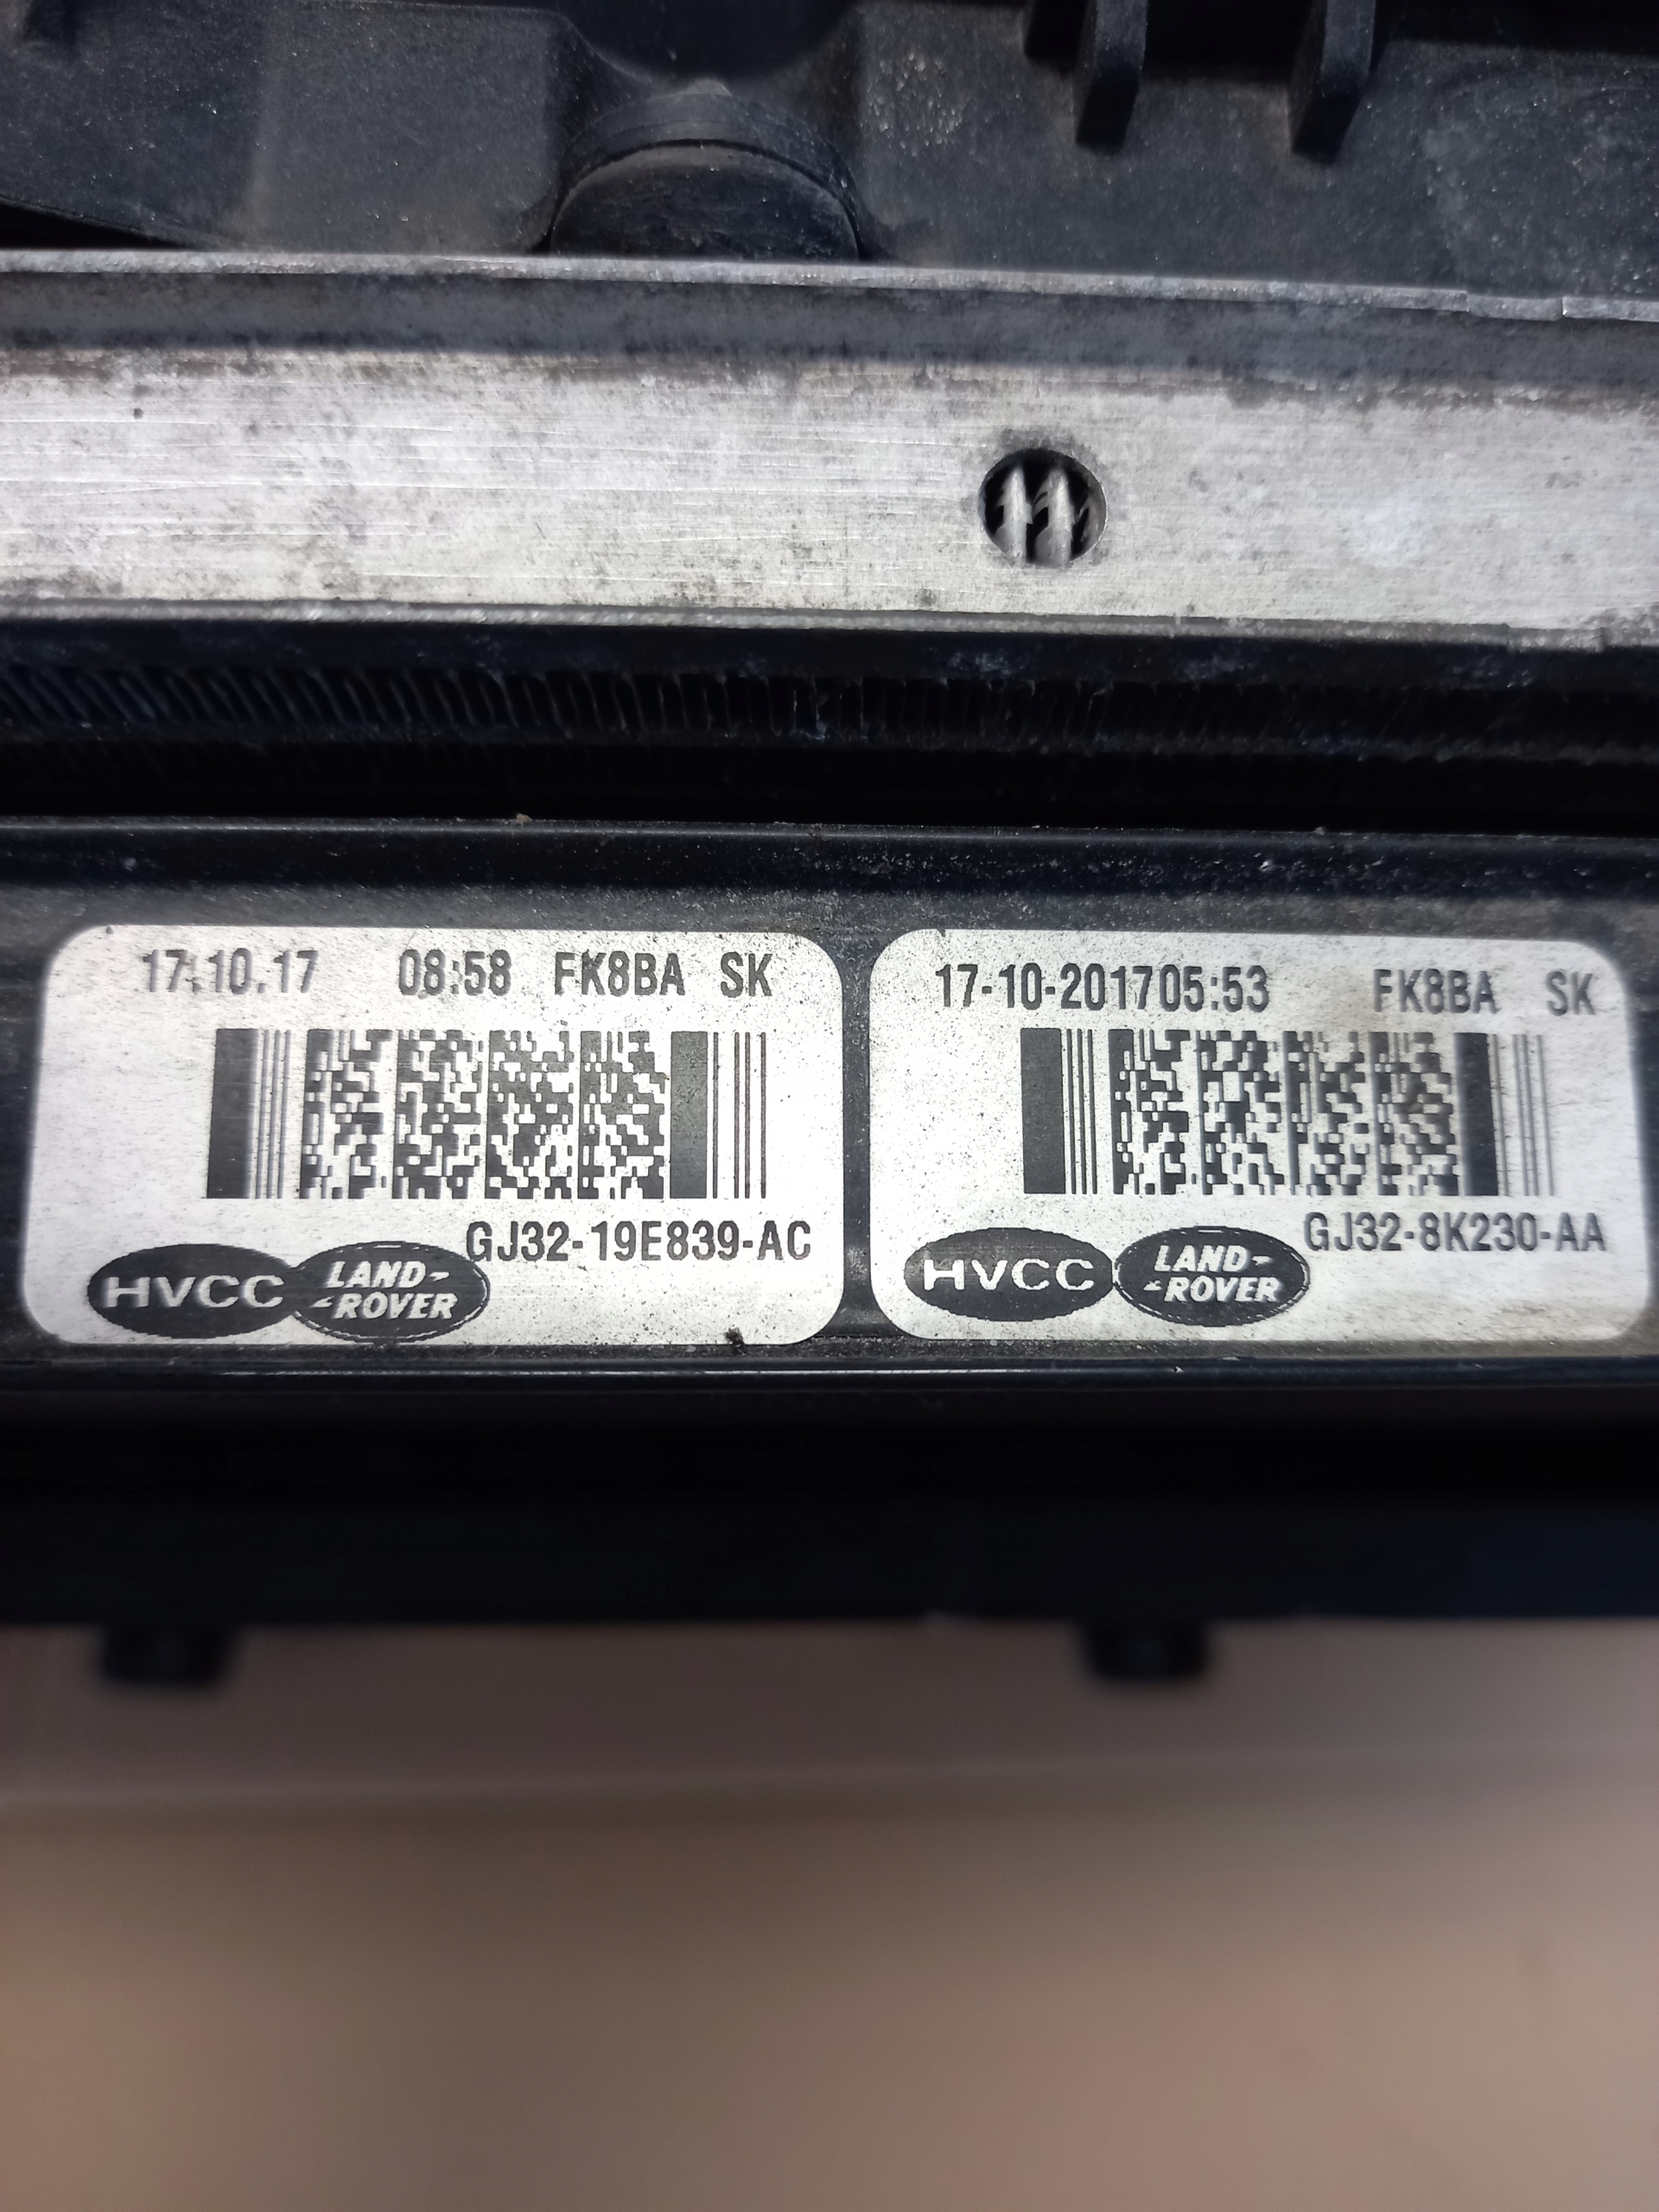 17.10.17 08:58 FK8BA SK
GJ32-19E839-AC
HVCC LAND-
-ROVER
17-10-201705:53 FK8BA SK
GJ32-8K230-AA
HVCC LAND-
-ROVER